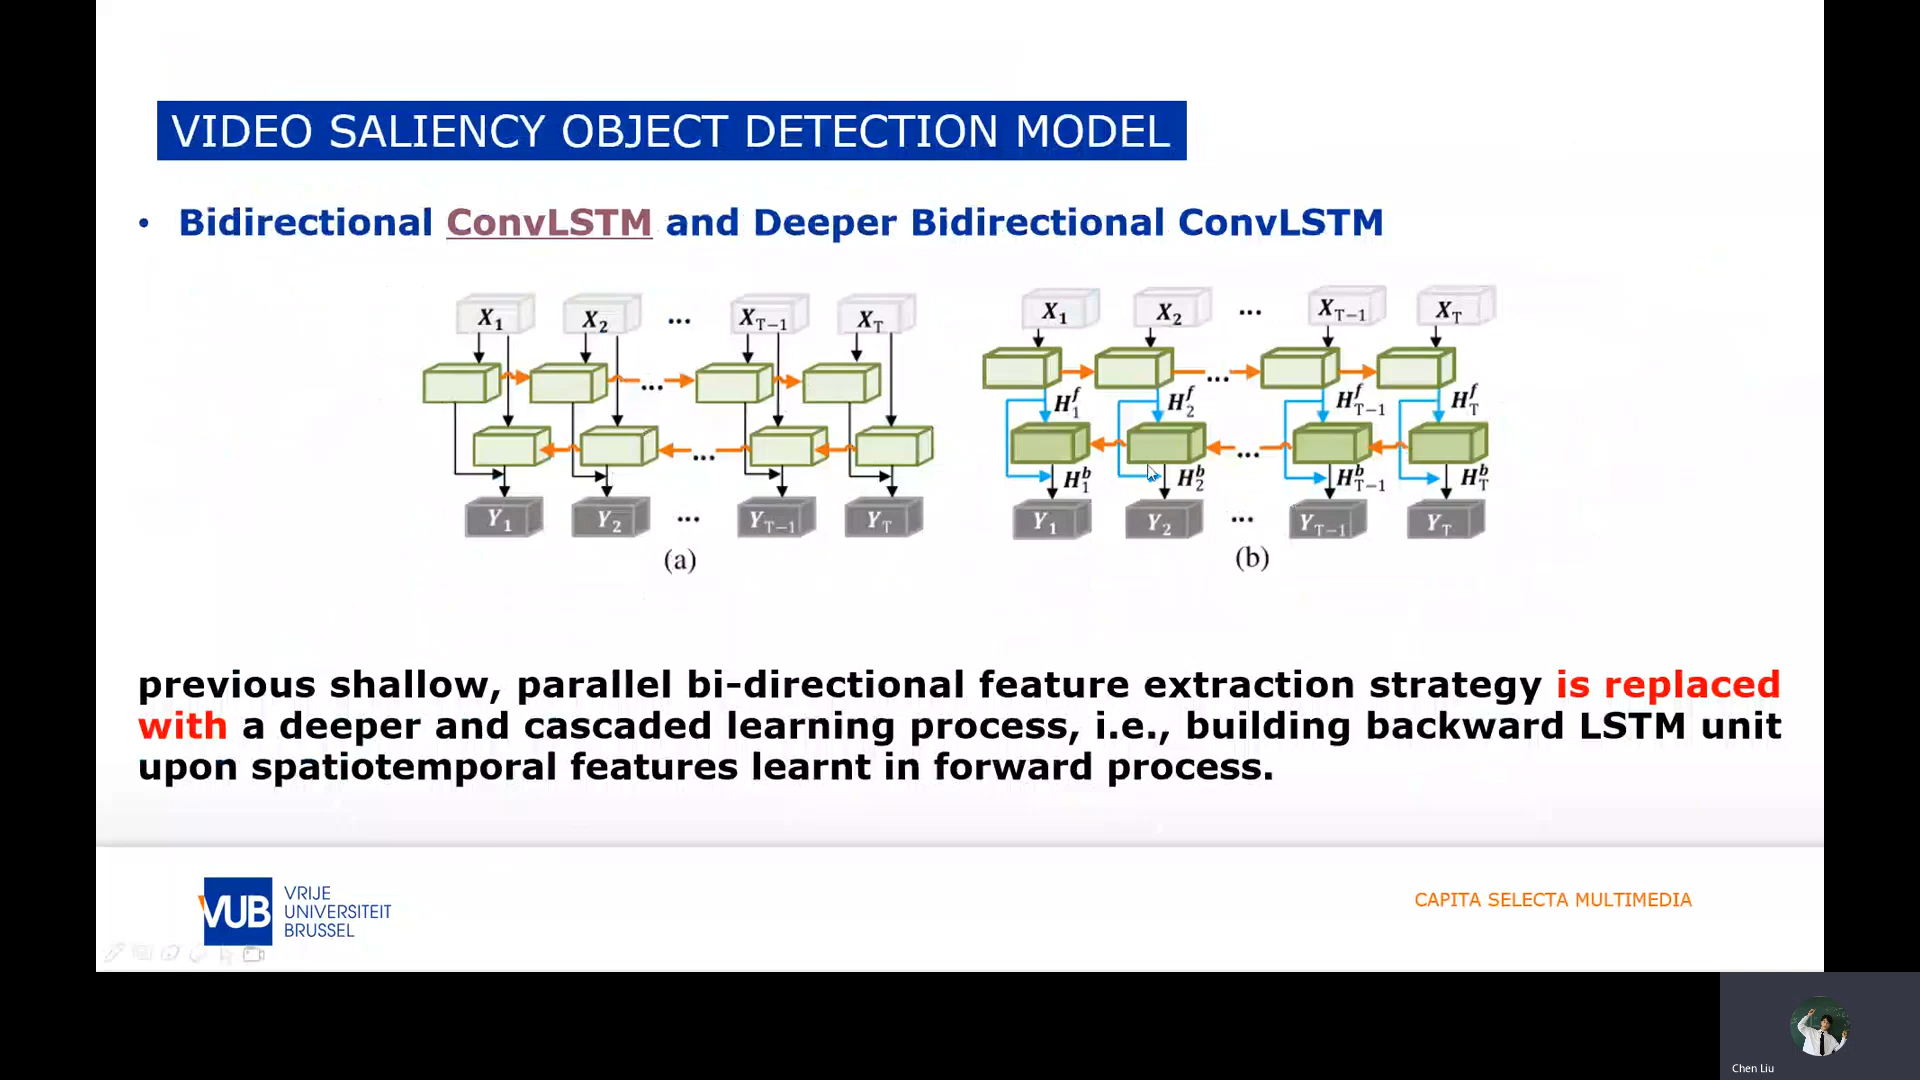 VIDEO SALIENCY OBJECT DETECTION MODEL
• Bidirectional ConvLSTM and Deeper Bidirectional ConvLSTM
X1 X2 ... XT−1 XT
...
...
Y1 Y2 ... YT−1 YT
(a)
X1 X2 ... XT−1 XT
...
H1f H2f HT−1f HTf
...
H1b H2b HT−1b HTb
Y1 Y2 ... YT−1 YT
(b)
previous shallow, parallel bi-directional feature extraction strategy is replaced
with a deeper and cascaded learning process, i.e., building backward LSTM unit
upon spatiotemporal features learnt in forward process.
VUB
VRIJE
UNIVERSITEIT
BRUSSEL
CAPITA SELECTA MULTIMEDIA
Chen Liu